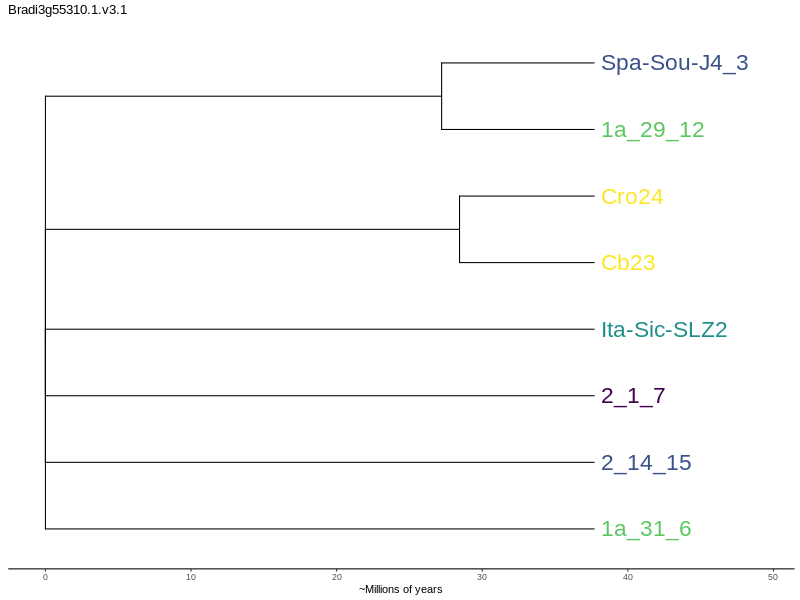 Bradi3g55310.1.v3.1
Spa-Sou-J4_3
1a_29_12
Cro24
Cb23
Ita-Sic-SLZ2
2_1_7
2_14_15
1a_31_6
0 10 20 30 40 50
~Millions of years